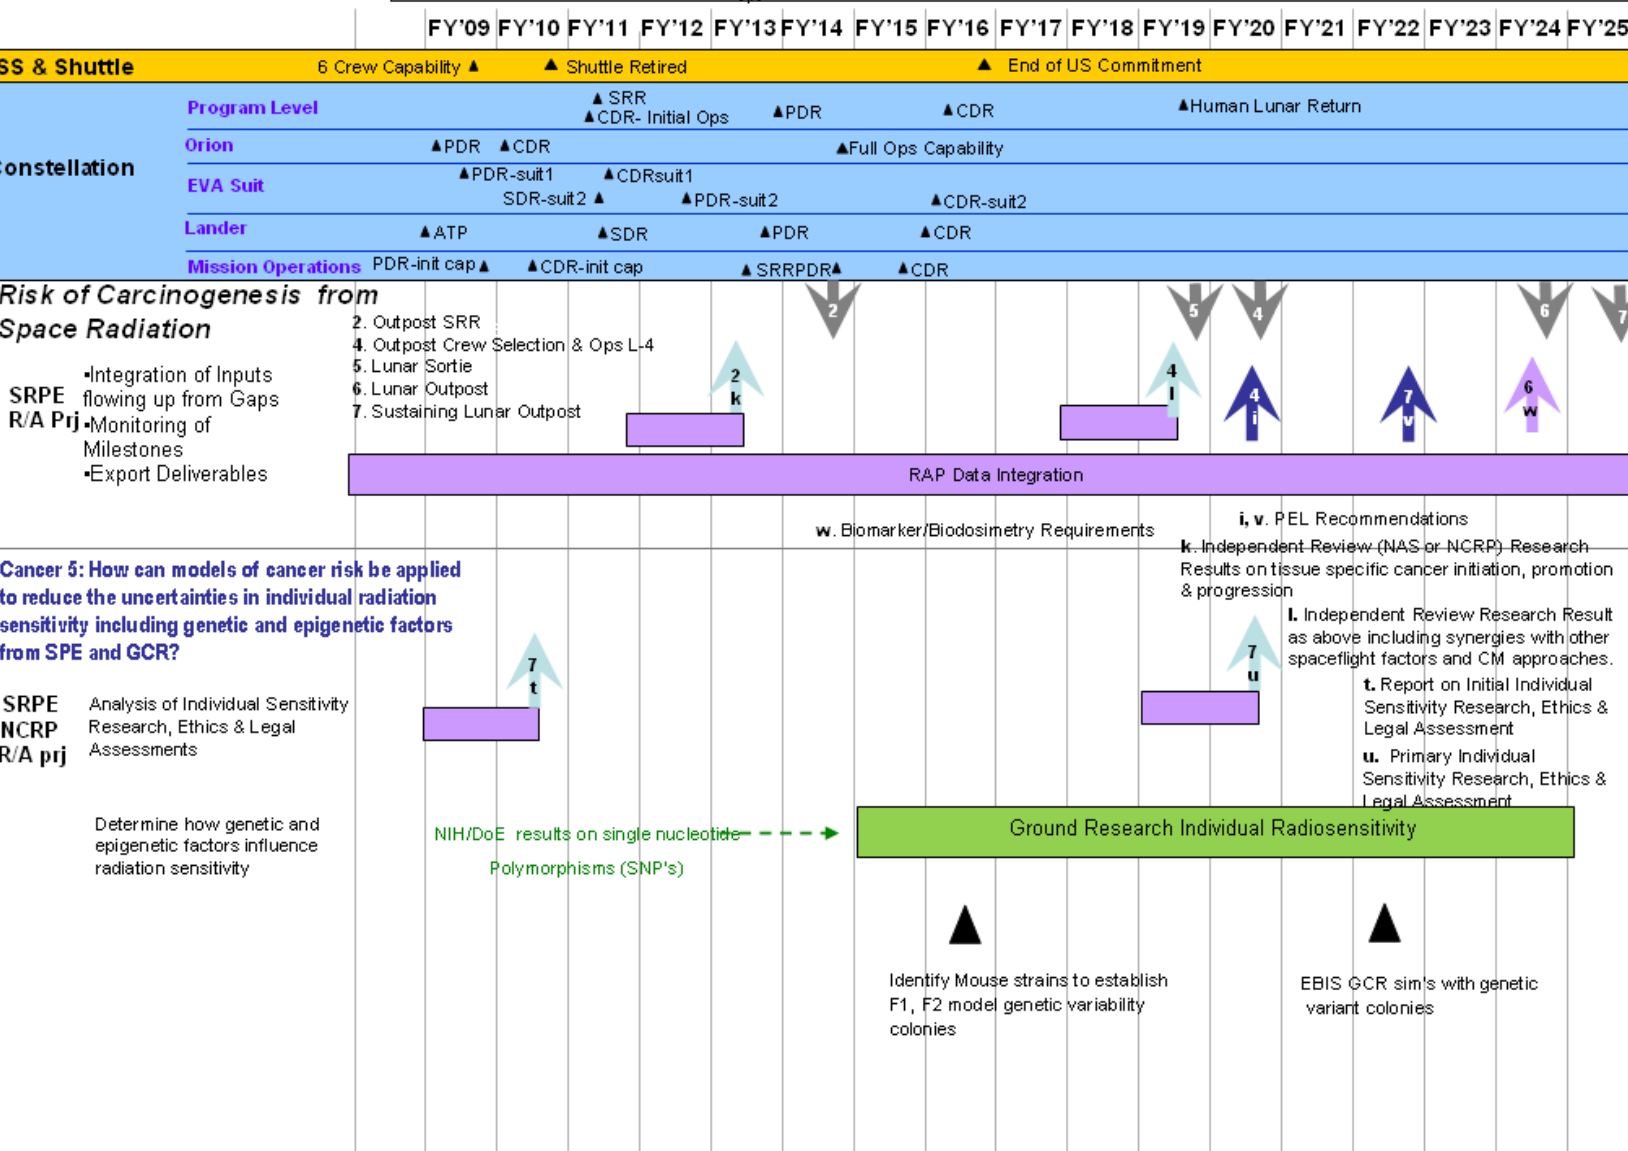 FY'09 FY'10 FY'11 FY'12 FY'13 FY'14 FY'15 FY'16 FY'17 FY'18 FY'19 FY'20 FY'21 FY'22 FY'23 FY'24 FY'25
SS & Shuttle 6 Crew Capability ▲ ▲ Shuttle Retired ▲ End of US Commitment
onstellation
Program Level ▲ SRR
▲CDR- Initial Ops ▲PDR ▲CDR ▲Human Lunar Return
Orion ▲PDR ▲CDR ▲Full Ops Capability
EVA Suit ▲PDR-suit1 ▲CDRsuit1
SDR-suit2 ▲ ▲PDR-suit2 ▲CDR-suit2
Lander ▲ATP ▲SDR ▲PDR ▲CDR
Mission Operations PDR-init cap▲ ▲CDR-init cap ▲ SRRPDR▲ ▲CDR
Risk of Carcinogenesis from
Space Radiation
2 5 4 6 7
2. Outpost SRR
4. Outpost Crew Selection & Ops L-4
5. Lunar Sortie
6. Lunar Outpost
7. Sustaining Lunar Outpost
SRPE
R/A Prj
▪Integration of Inputs
flowing up from Gaps
▪Monitoring of
Milestones
▪Export Deliverables
2
k
4
l
4
i
7
v
6
w
RAP Data Integration
w. Biomarker/Biodosimetry Requirements
i, v. PEL Recommendations
k. Independent Review (NAS or NCRP) Research
Results on tissue specific cancer initiation, promotion
& progression
l. Independent Review Research Result
as above including synergies with other
spaceflight factors and CM approaches.
t. Report on Initial Individual
Sensitivity Research, Ethics &
Legal Assessment
u. Primary Individual
Sensitivity Research, Ethics &
Legal Assessment
Cancer 5: How can models of cancer risk be applied
to reduce the uncertainties in individual radiation
sensitivity including genetic and epigenetic factors
from SPE and GCR?
7
t
7
u
SRPE
NCRP
R/A prj
Analysis of Individual Sensitivity
Research, Ethics & Legal
Assessments
Determine how genetic and
epigenetic factors influence
radiation sensitivity
NIH/DoE results on single nucleotide
Polymorphisms (SNP's)
Ground Research Individual Radiosensitivity
Identify Mouse strains to establish
F1, F2 model genetic variability
colonies
EBIS GCR sim's with genetic
variant colonies